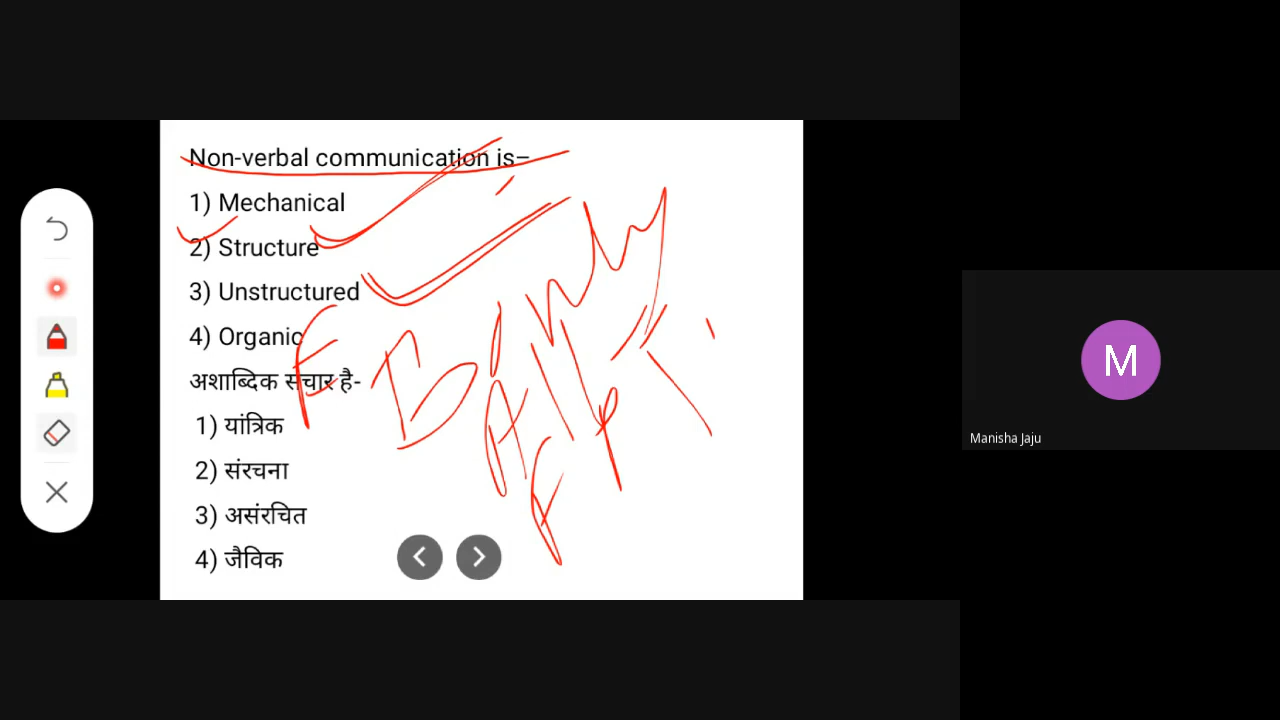 Non-verbal communication is–
1) Mechanical
2) Structure
3) Unstructured
4) Organic
अशाब्दिक संचार है-
1) यांत्रिक
2) संरचना
3) असंरचित
4) जैविक
M
Manisha Jaju